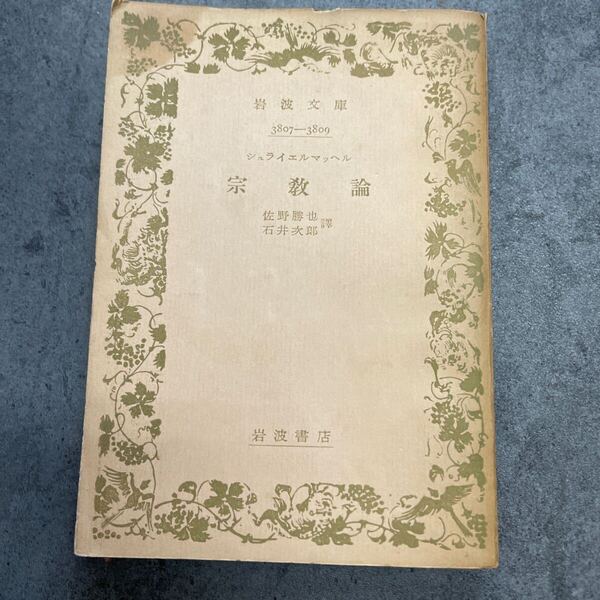 岩波文庫
3807—3809
シュライエルマッヘル
宗教論
佐野勝也
石井次郎
譯
岩波書店